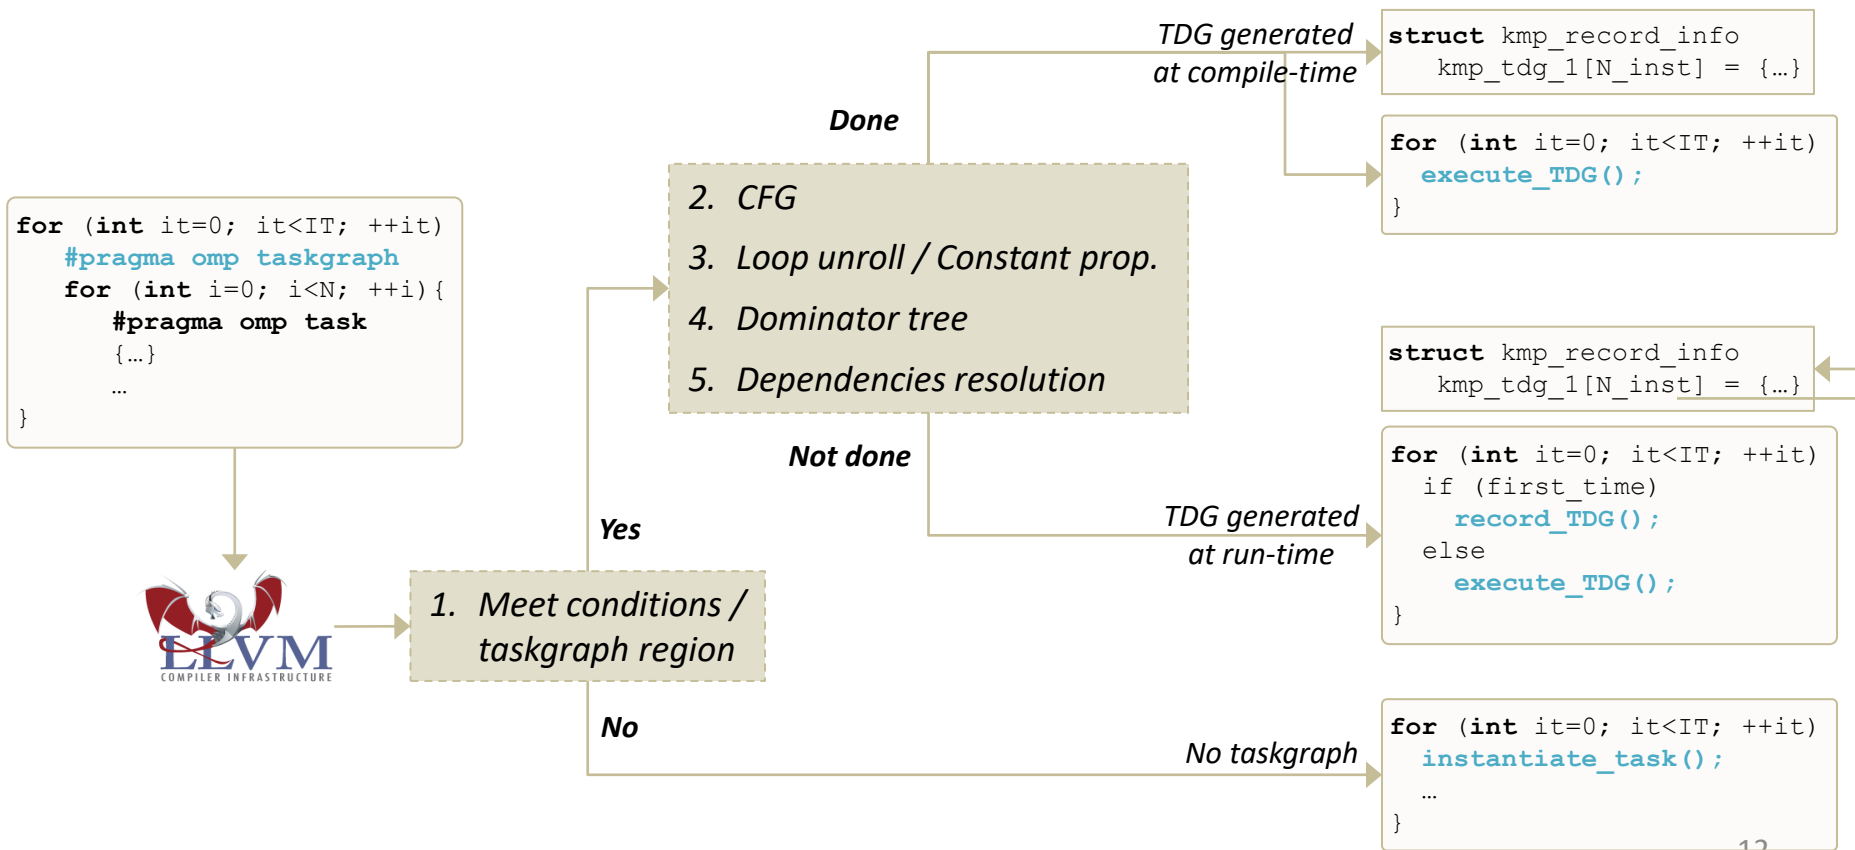 for (int it=0; it<IT; ++it)
#pragma omp taskgraph
for (int i=0; i<N; ++i){
#pragma omp task
{…}
…
}
LLVM
COMPILER INFRASTRUCTURE
1. Meet conditions /
taskgraph region
Yes
No
2. CFG
3. Loop unroll / Constant prop.
4. Dominator tree
5. Dependencies resolution
Done
Not done
TDG generated
at compile-time
struct kmp_record_info
kmp_tdg_1[N_inst] = {…}
for (int it=0; it<IT; ++it)
execute_TDG();
}
struct kmp_record_info
kmp_tdg_1[N_inst] = {…}
TDG generated
at run-time
for (int it=0; it<IT; ++it)
if (first_time)
record_TDG();
else
execute_TDG();
}
No taskgraph
for (int it=0; it<IT; ++it)
instantiate_task();
…
}
12